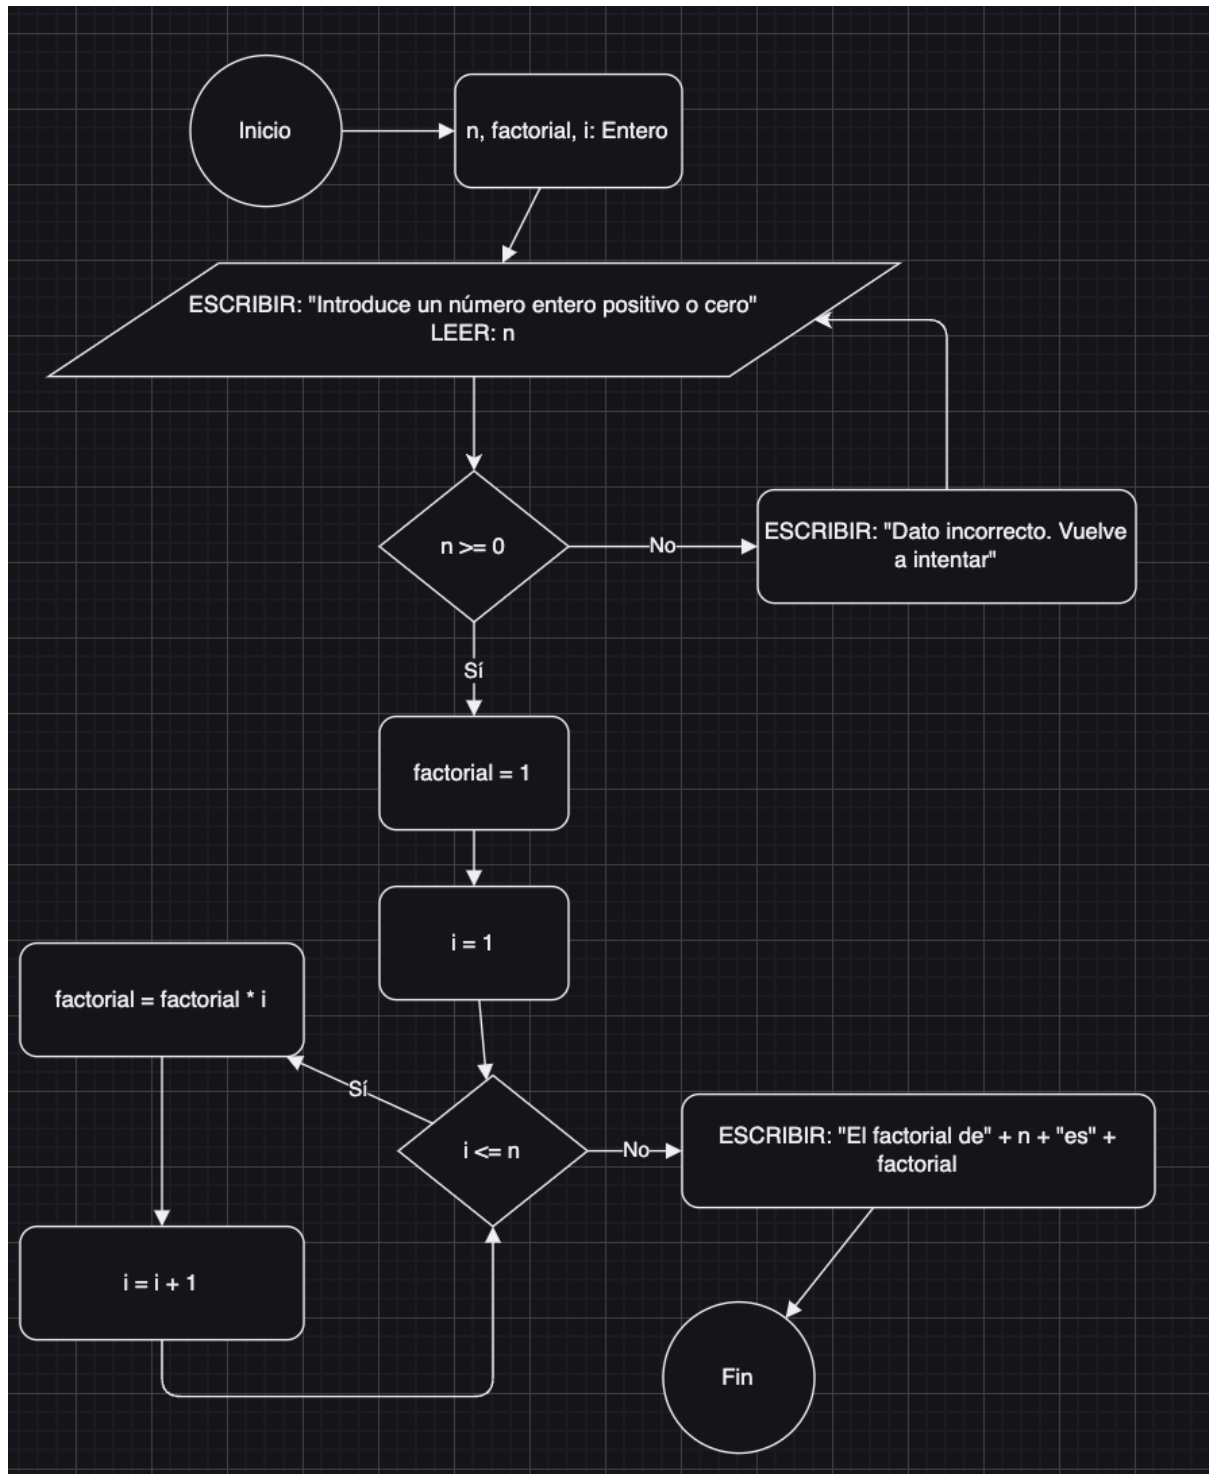 Inicio
n, factorial, i: Entero
ESCRIBIR: "Introduce un número entero positivo o cero"
LEER: n
n >= 0
No
ESCRIBIR: "Dato incorrecto. Vuelve
a intentar"
Sí
factorial = 1
i = 1
factorial = factorial * i
Sí
i <= n
No
ESCRIBIR: "El factorial de" + n + "es" +
factorial
i = i + 1
Fin